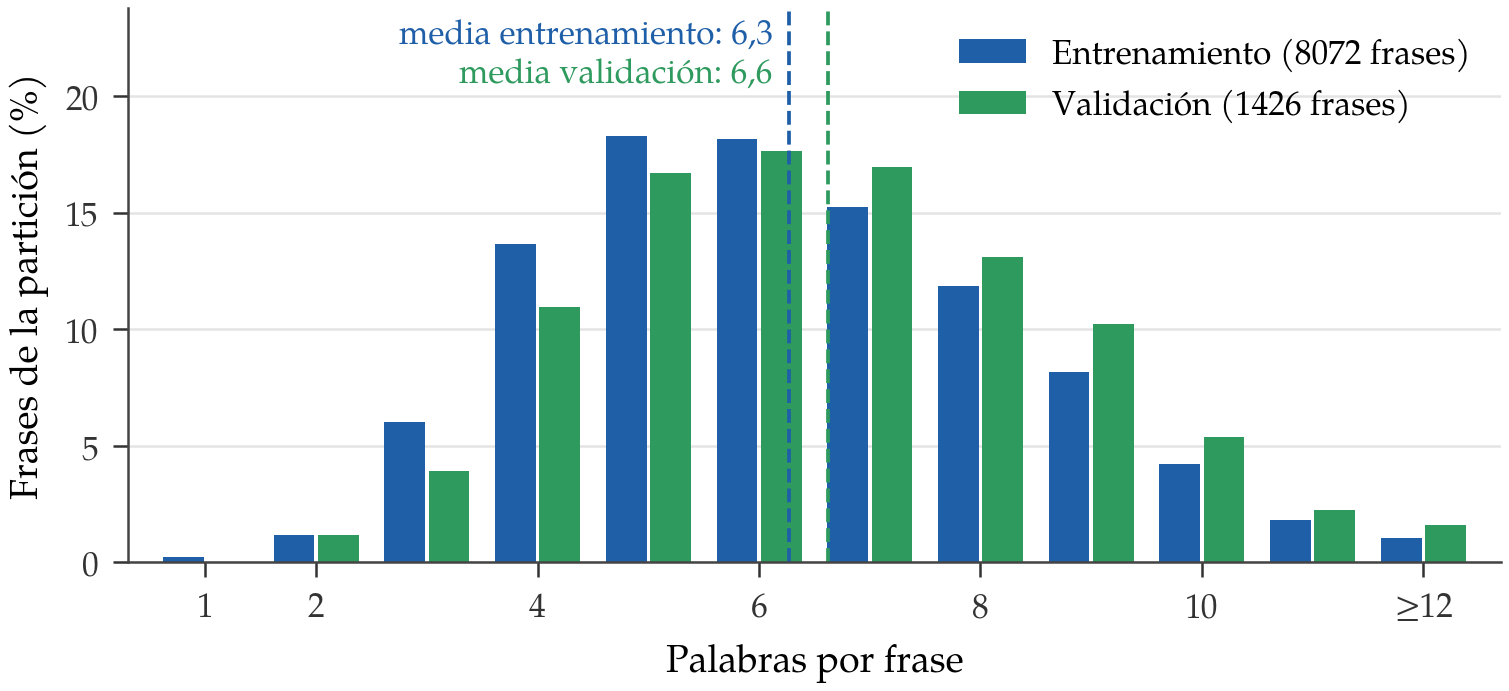 media entrenamiento: 6,3
media validación: 6,6
Entrenamiento (8072 frases)
Validación (1426 frases)
Frases de la partición (%)
20
15
10
5
0
1 2 4 6 8 10 ≥12
Palabras por frase